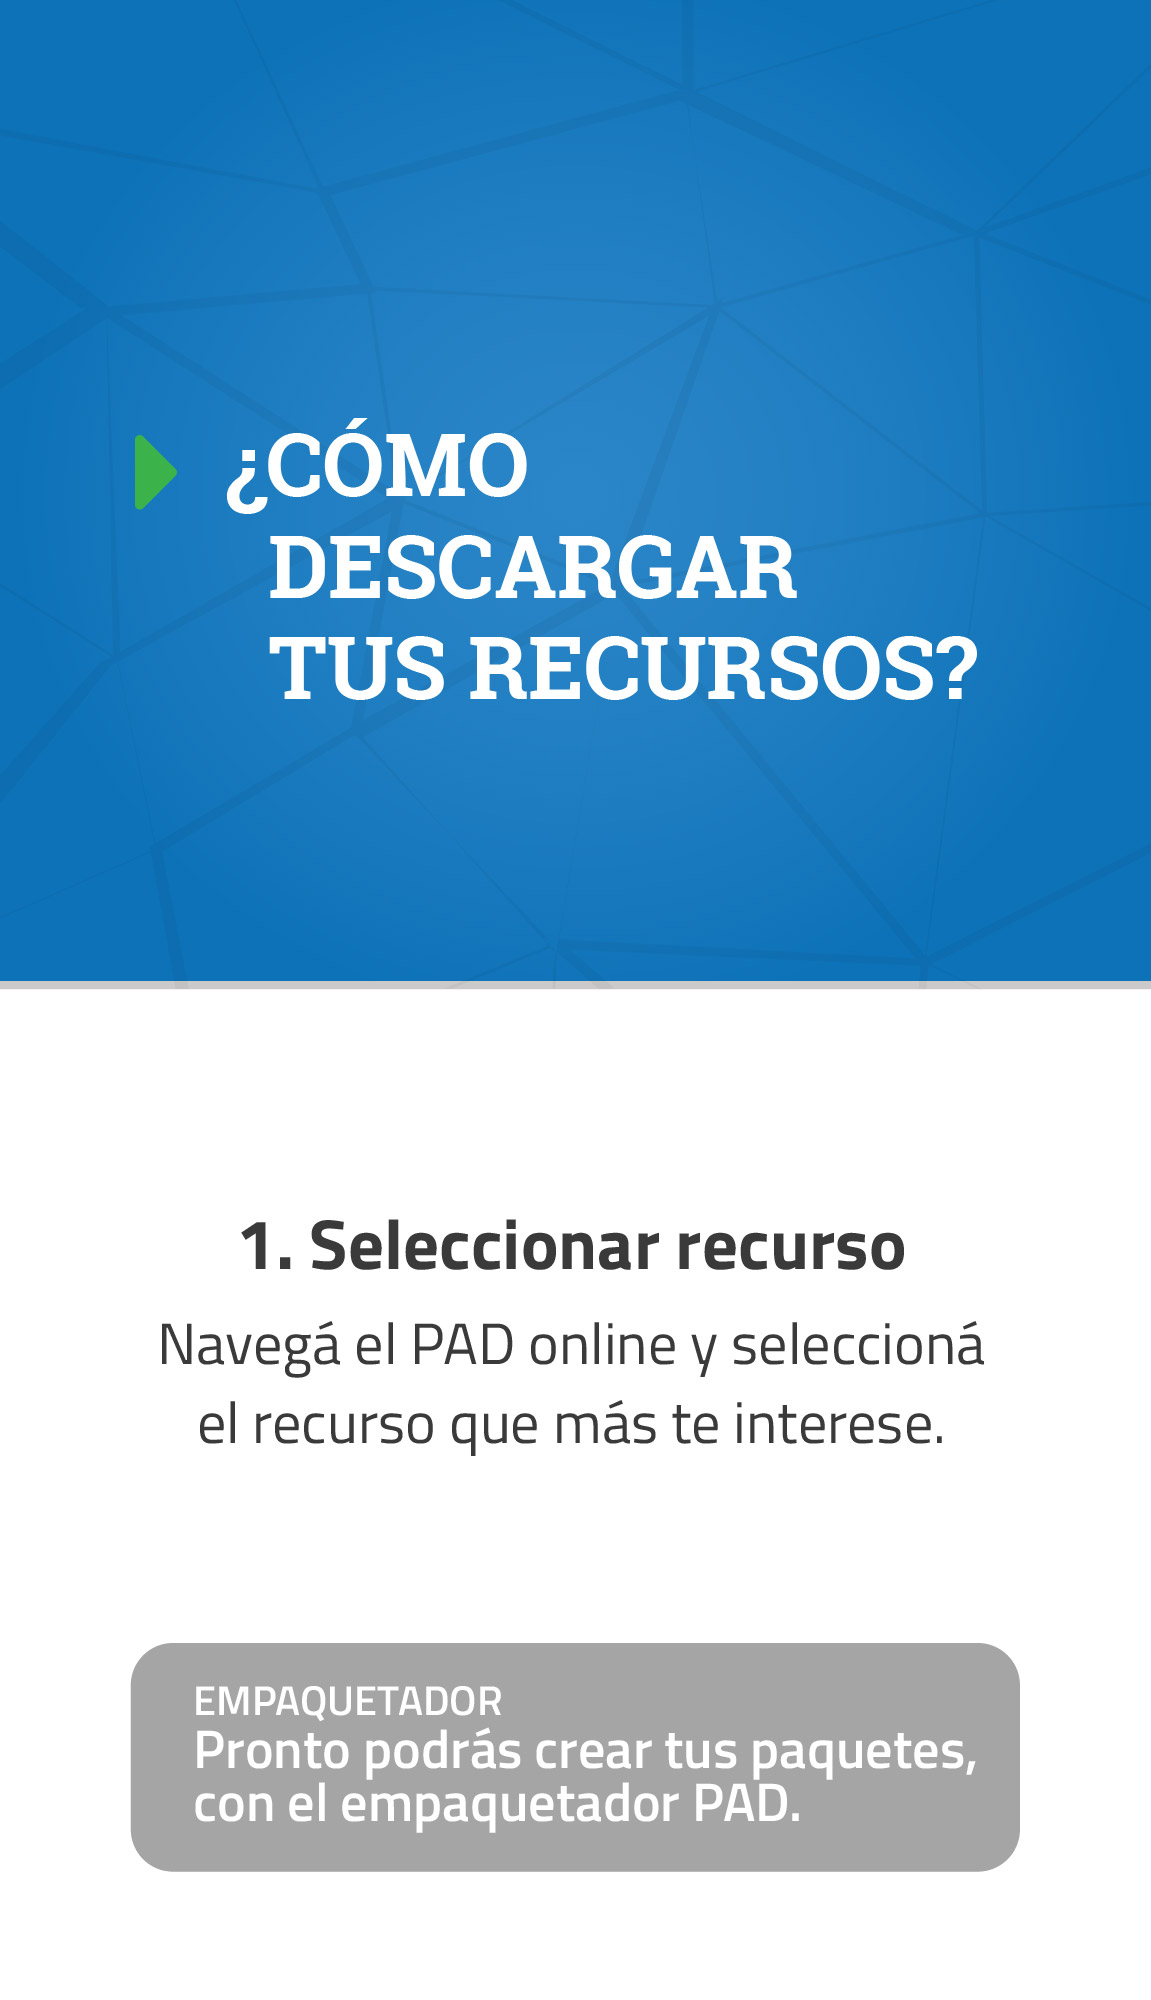 ¿CÓMO
DESCARGAR
TUS RECURSOS?
1. Seleccionar recurso
Navegá el PAD online y seleccioná
el recurso que más te interese.
EMPAQUETADOR
Pronto podrás crear tus paquetes,
con el empaquetador PAD.